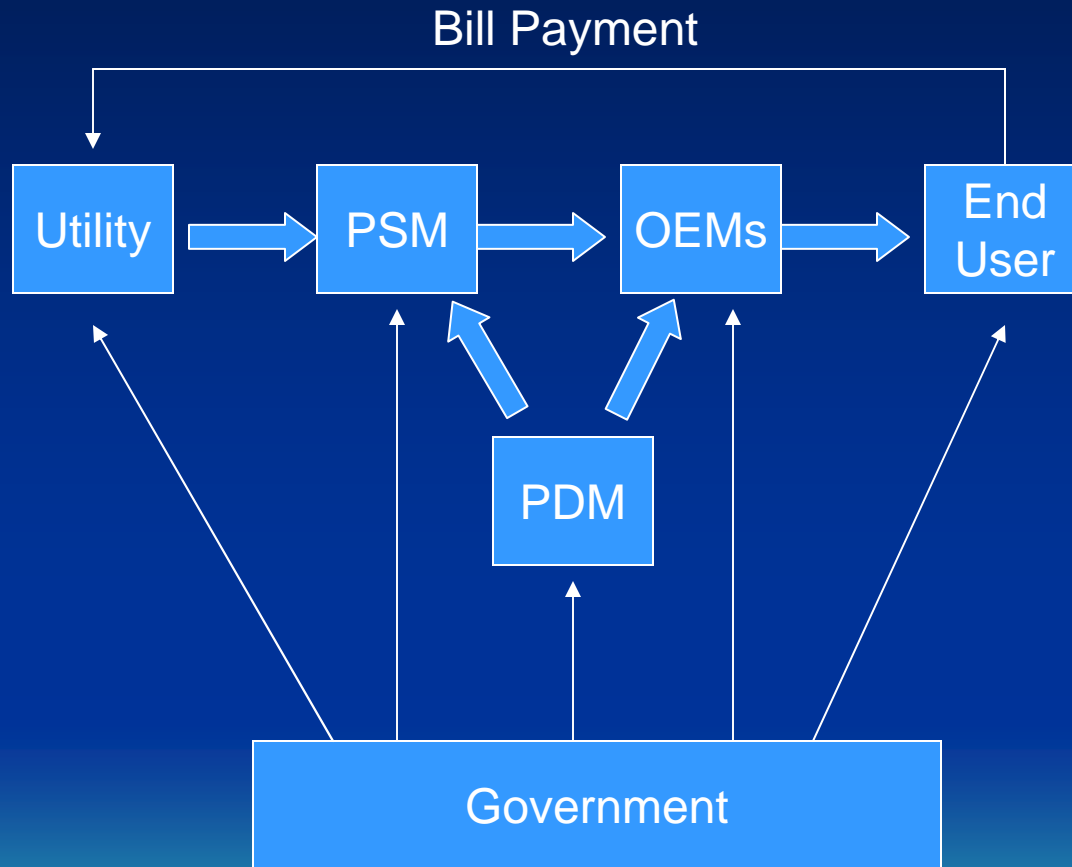 Bill Payment
Utility
PSM
OEMs
End
User
PDM
Government